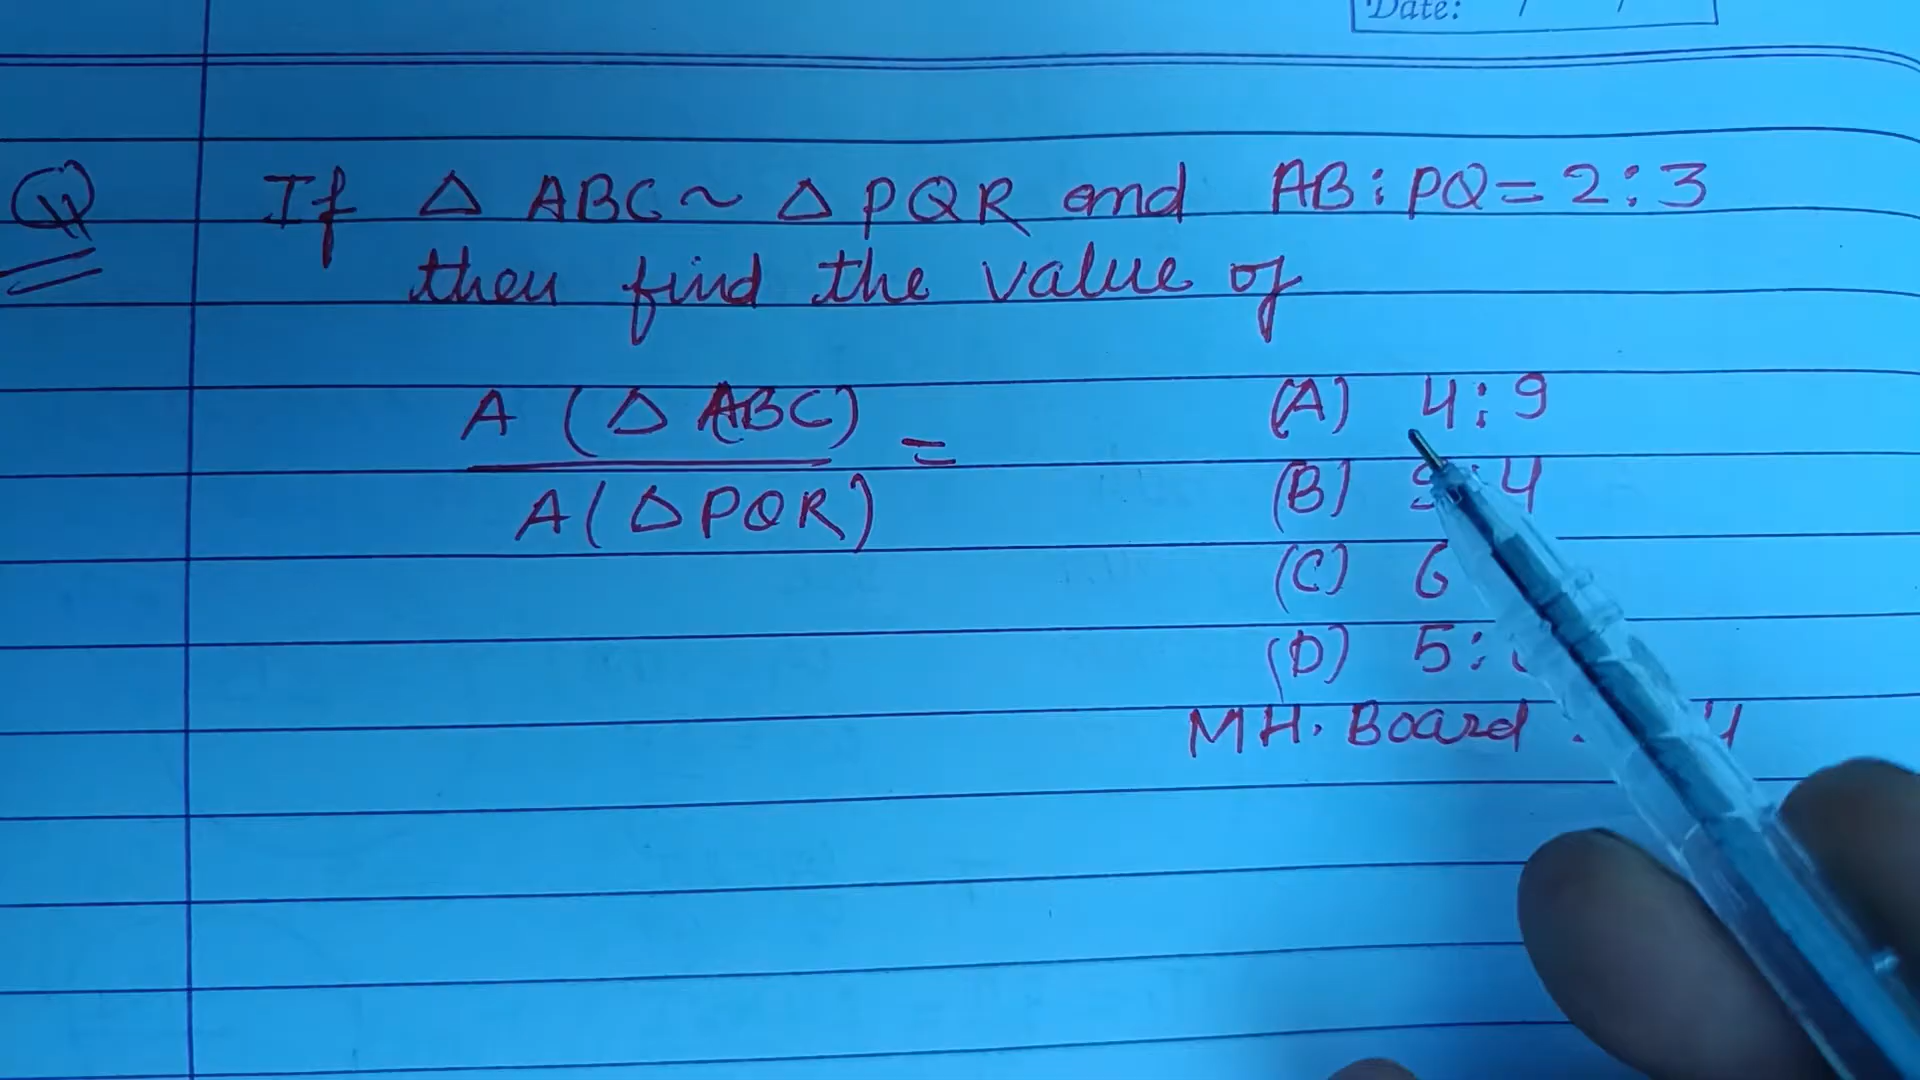 Date: / /
Q If △ ABC ~ △ PQR and AB : PQ = 2 : 3
then find the value of
A (△ ABC) = (A) 4 : 9
A (△ PQR) (B) : 4
(C) 6
(D) 5 :
MH. Board